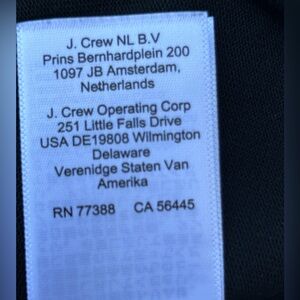 J. Crew NL B.V
Prins Bernhardplein 200
1097 JB Amsterdam,
Netherlands
J. Crew Operating Corp
251 Little Falls Drive
USA DE19808 Wilmington
Delaware
Verenidge Staten Van
Amerika
RN 77388 CA 56445